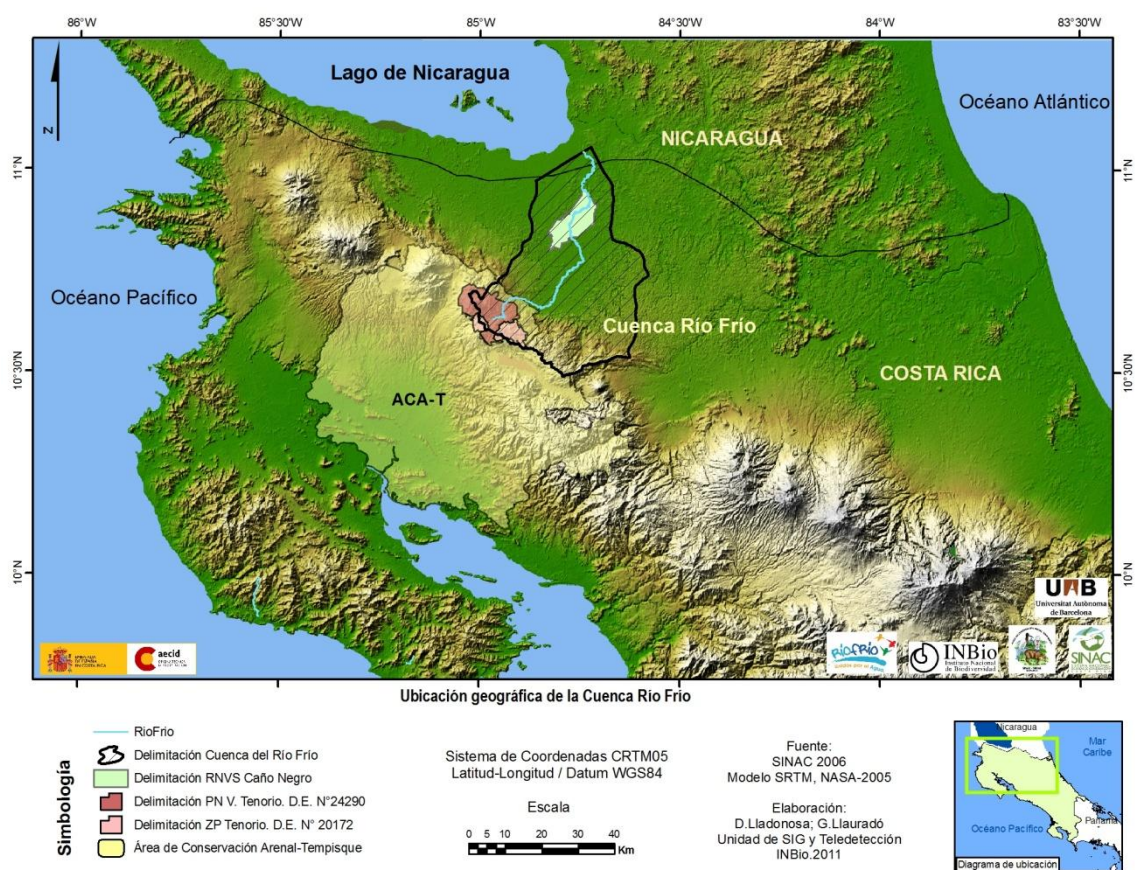 86°W
85°30'W
85°W
84°30'W
84°W
83°30'W
Lago de Nicaragua
Océano Atlántico
N
NICARAGUA
11°N
11°N
Océano Pacífico
Cuenca Río Frío
10°30'N
10°30'N
COSTA RICA
ACA-T
10°N
10°N
UAB
Universitat Autònoma
de Barcelona
aecid
RíoFrío
INBio
Instituto Nacional
de Biodiversidad
SINAC
Ubicación geográfica de la Cuenca Río Frío
Simbología
RioFrio
Delimitación Cuenca del Río Frío
Delimitación RNVS Caño Negro
Delimitación PN V. Tenorio. D.E. N°24290
Delimitación ZP Tenorio. D.E. N° 20172
Área de Conservación Arenal-Tempisque
Sistema de Coordenadas CRTM05
Latitud-Longitud / Datum WGS84
Escala
0 5 10 20 30 40
Km
Fuente:
SINAC 2006
Modelo SRTM, NASA-2005
Elaboración:
D.Lladonosa; G.Llauradó
Unidad de SIG y Teledetección
INBio.2011
Nicaragua
Mar
Caribe
Panamá
Océano Pacífico
Diagrama de ubicación